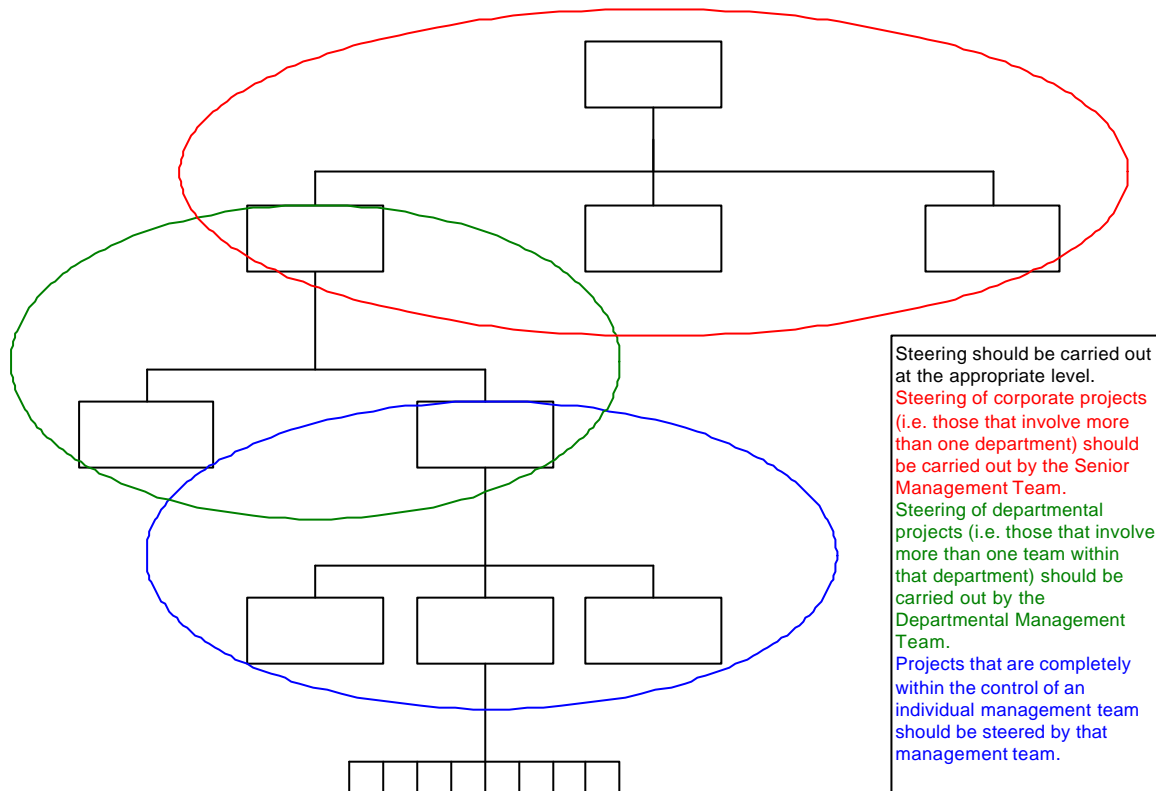 Steering should be carried out
at the appropriate level.
Steering of corporate projects
(i.e. those that involve more
than one department) should
be carried out by the Senior
Management Team.
Steering of departmental
projects (i.e. those that involve
more than one team within
that department) should be
carried out by the
Departmental Management
Team.
Projects that are completely
within the control of an
individual management team
should be steered by that
management team.